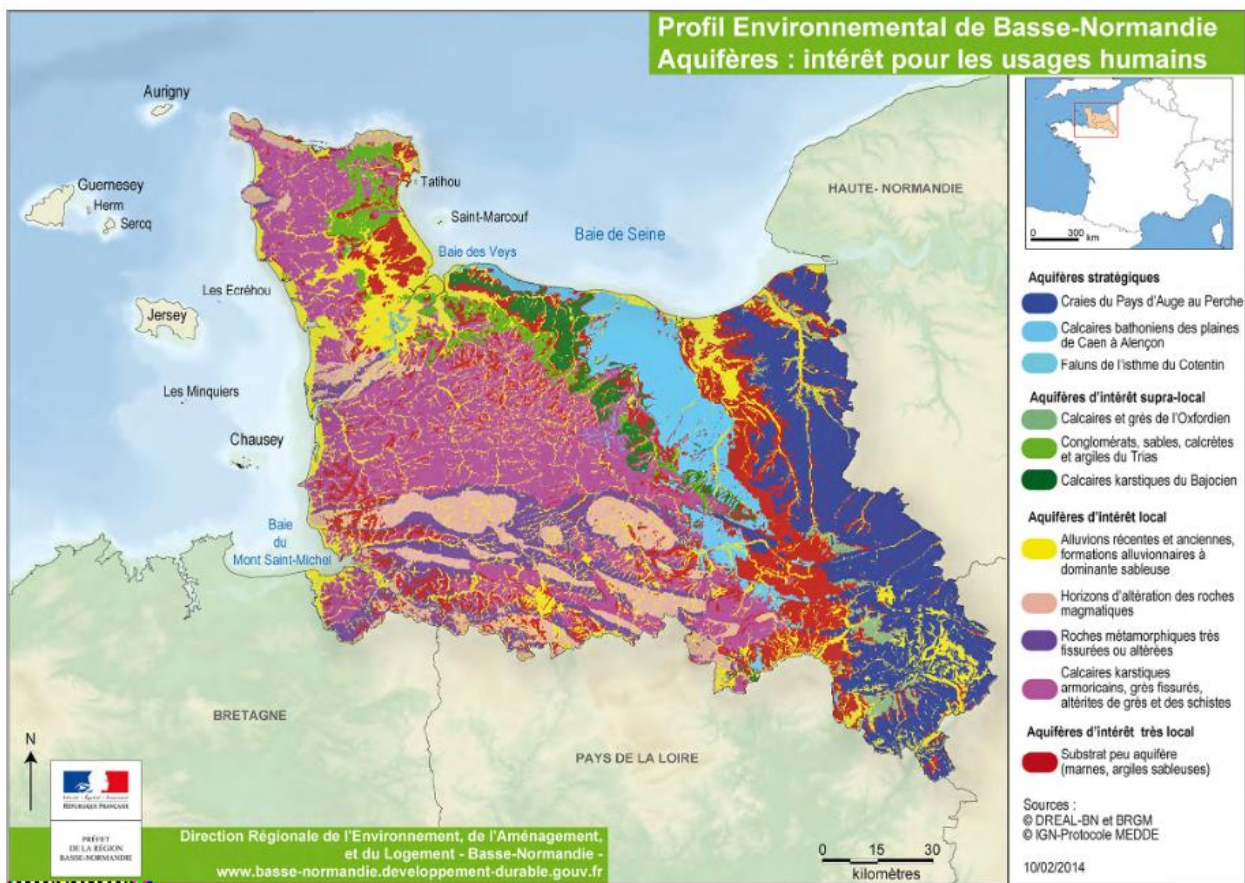 Profil Environnemental de Basse-Normandie
Aquifères : intérêt pour les usages humains
Aurigny
Guernesey
Herm
Sercq
Tatihou
Saint-Marcouf
Baie des Veys
Baie de Seine
HAUTE- NORMANDIE
Les Ecréhou
Jersey
Les Minquiers
Chausey
Baie
du
Mont Saint-Michel
BRETAGNE
PAYS DE LA LOIRE
N
0 300
km
Aquifères stratégiques
Craies du Pays d'Auge au Perche
Calcaires bathoniens des plaines
de Caen à Alençon
Faluns de l'isthme du Cotentin
Aquifères d'intérêt supra-local
Calcaires et grès de l'Oxfordien
Conglomérats, sables, calcrètes
et argiles du Trias
Calcaires karstiques du Bajocien
Aquifères d'intérêt local
Alluvions récentes et anciennes,
formations alluvionnaires à
dominante sableuse
Horizons d'altération des roches
magmatiques
Roches métamorphiques très
fissurées ou altérées
Calcaires karstiques
armoricains, grès fissurés,
altérites de grès et des schistes
Aquifères d'intérêt très local
Substrat peu aquifère
(marnes, argiles sableuses)
Sources :
© DREAL-BN et BRGM
© IGN-Protocole MEDDE
10/02/2014
Liberté • Égalité • Fraternité
RÉPUBLIQUE FRANÇAISE
PRÉFET
DE LA RÉGION
BASSE-NORMANDIE
Direction Régionale de l'Environnement, de l'Aménagement,
et du Logement - Basse-Normandie -
www.basse-normandie.developpement-durable.gouv.fr
0 15 30
kilomètres